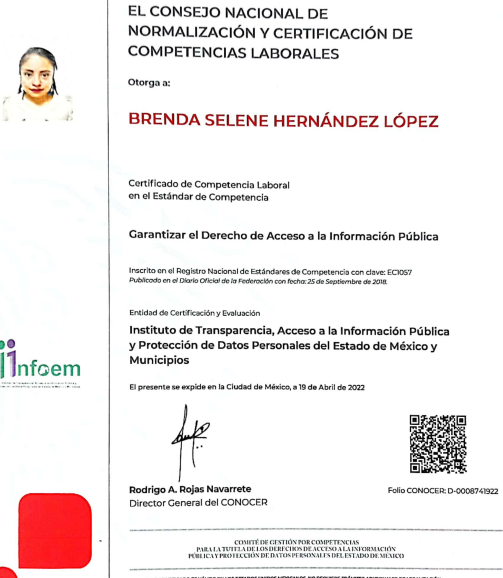 EL CONSEJO NACIONAL DE
NORMALIZACIÓN Y CERTIFICACIÓN DE
COMPETENCIAS LABORALES
Otorga a:
BRENDA SELENE HERNÁNDEZ LÓPEZ
Certificado de Competencia Laboral
en el Estándar de Competencia
Garantizar el Derecho de Acceso a la Información Pública
Inscrito en el Registro Nacional de Estándares de Competencia con clave: EC1057
Publicado en el Diario Oficial de la Federación con fecha: 25 de Septiembre de 2018.
Entidad de Certificación y Evaluación
Instituto de Transparencia, Acceso a la Información Pública
y Protección de Datos Personales del Estado de México y
Municipios
infoem
El presente se expide en la Ciudad de México, a 19 de Abril de 2022
Rodrigo A. Rojas Navarrete
Director General del CONOCER
Folio CONOCER: D-0008741922
COMITÉ DE GESTIÓN POR COMPETENCIAS
PARA LA TUTELA DE LOS DERECHOS DE ACCESO A LA INFORMACIÓN
PÚBLICA Y PROTECCIÓN DE DATOS PERSONALES DEL ESTADO DE MÉXICO